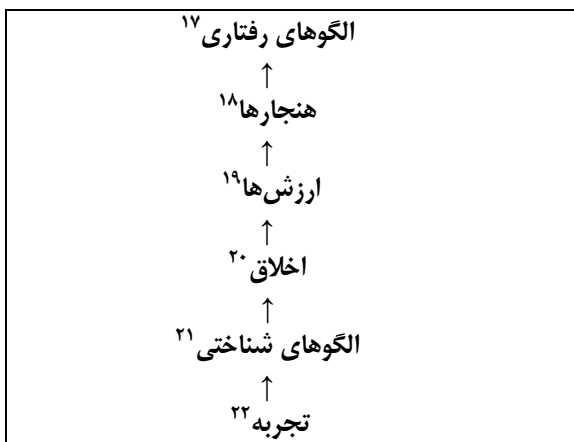 الگوهای رفتاری۱۷
↑
هنجارها۱۸
↑
ارزش‌ها۱۹
↑
اخلاق۲۰
↑
الگوهای شناختی۲۱
↑
تجربه۲۲